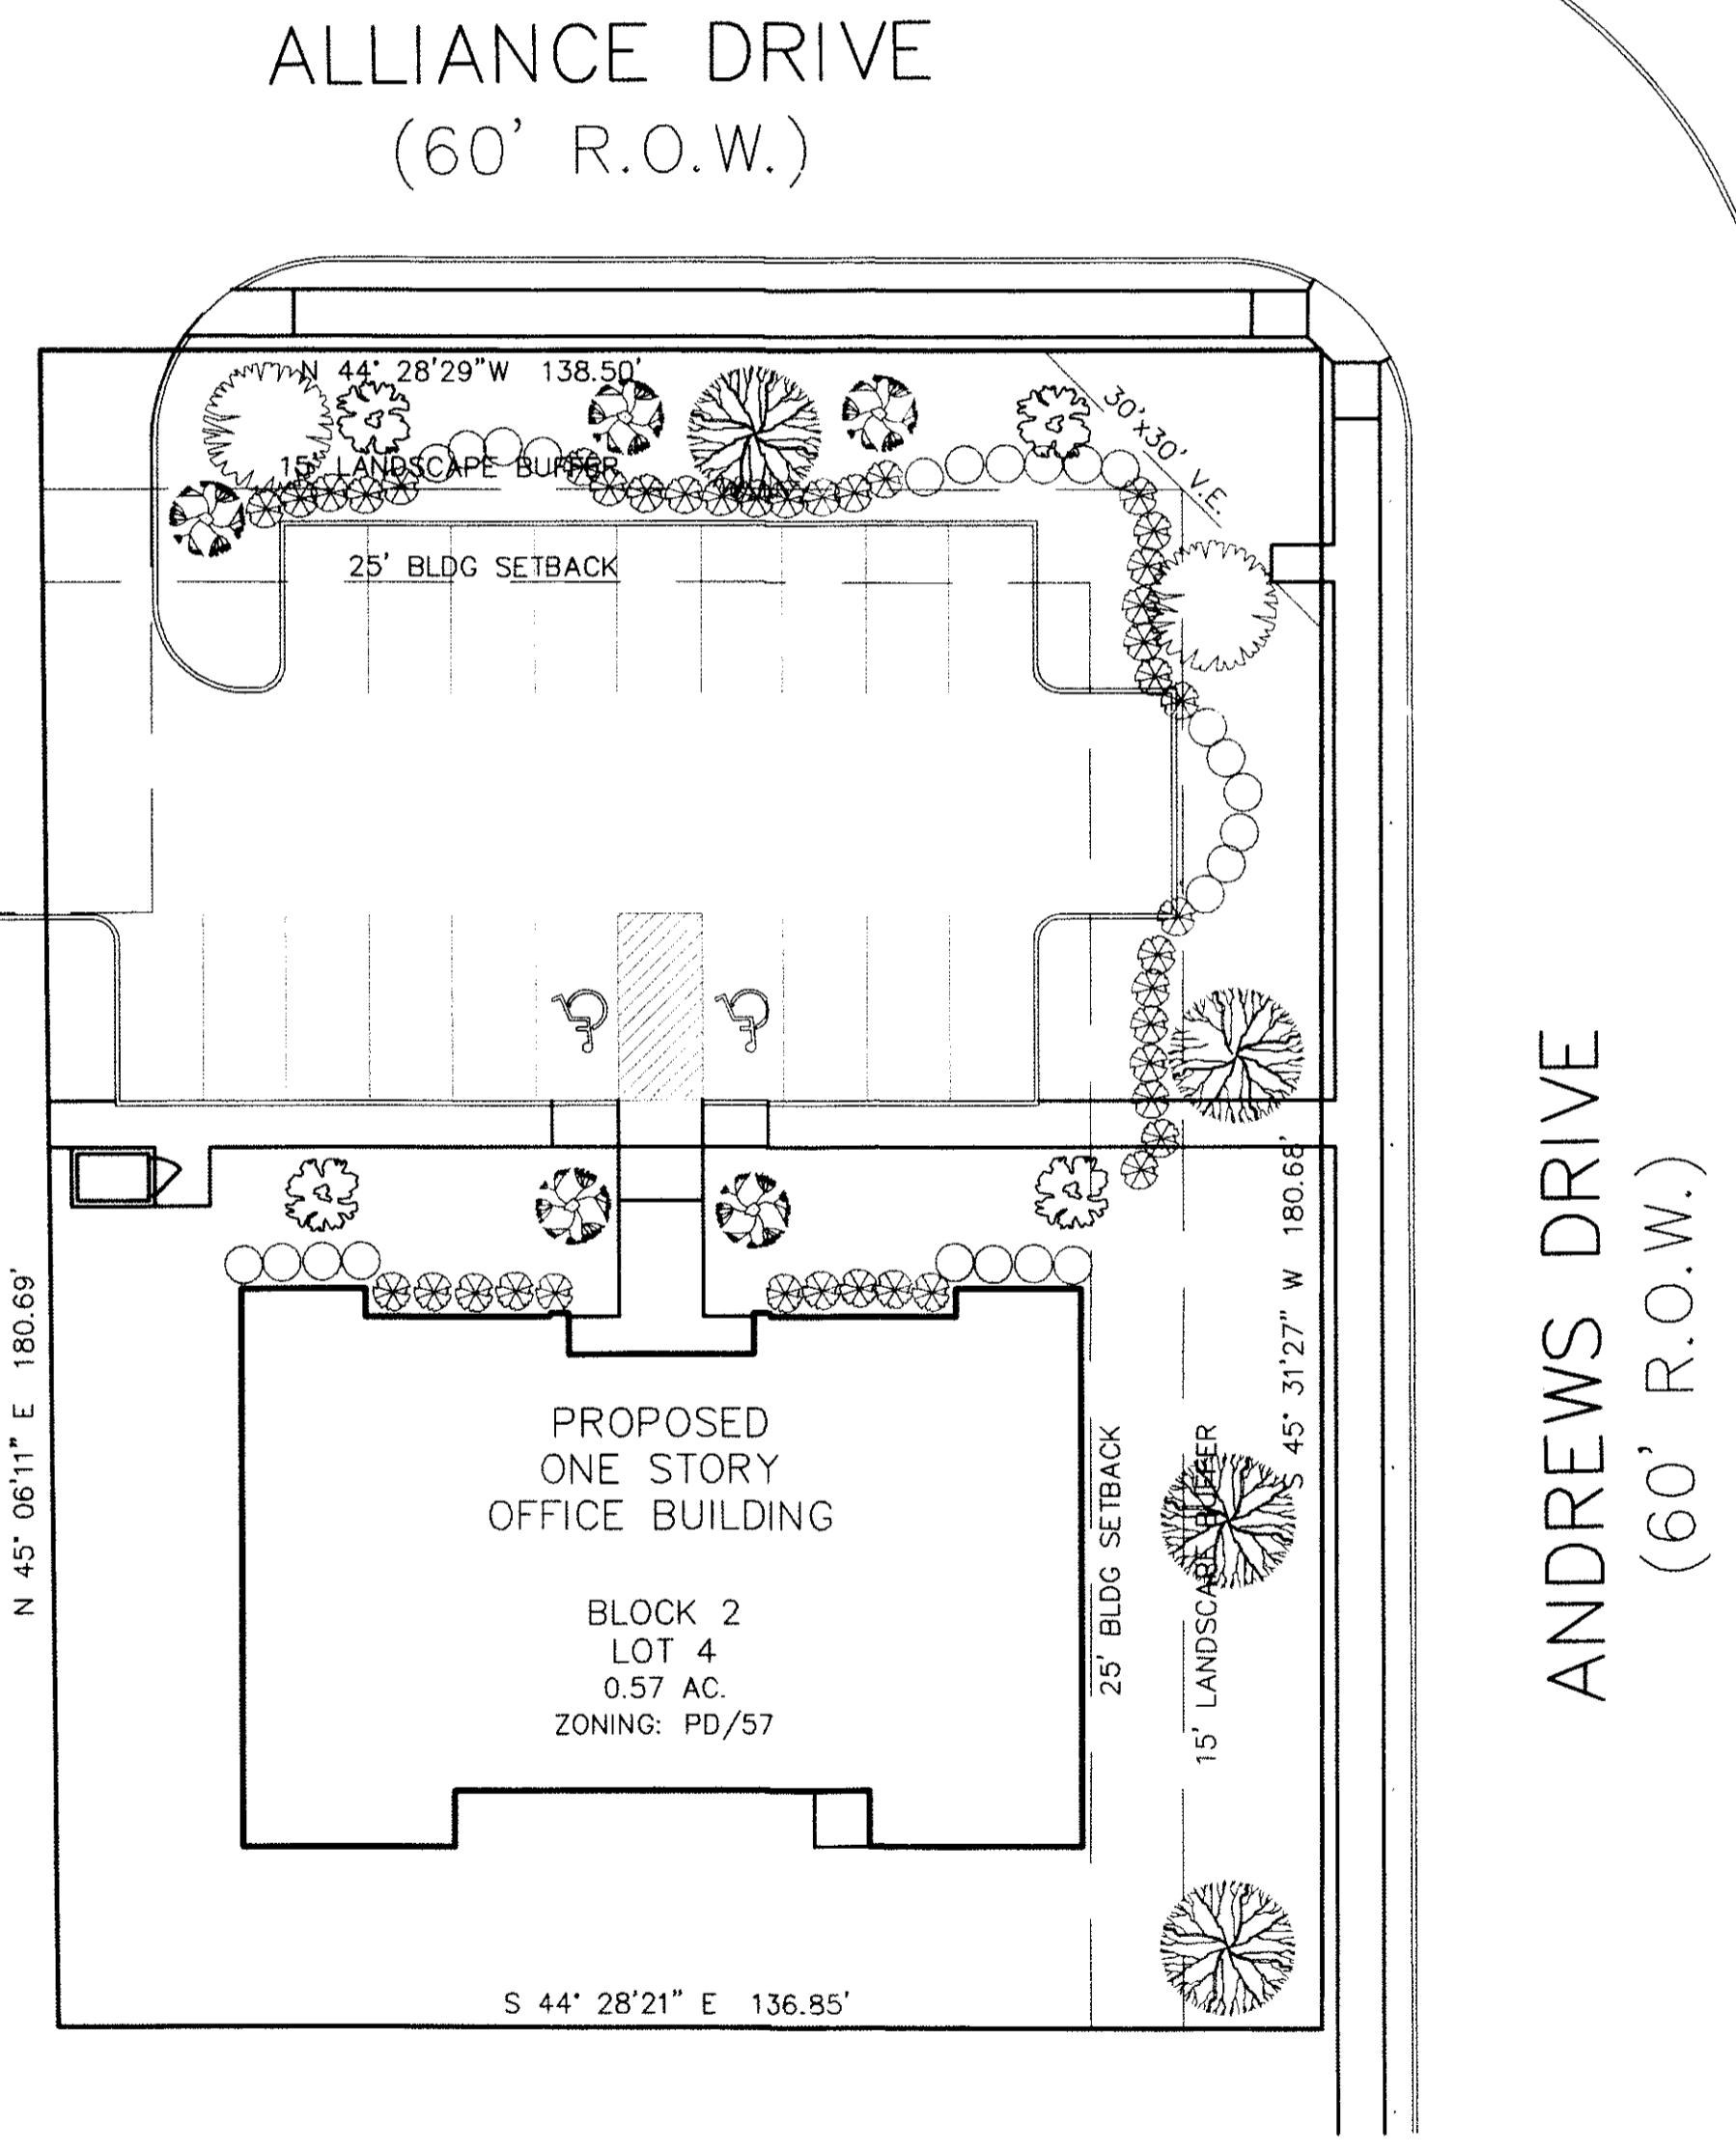 ALLIANCE DRIVE
(60' R.O.W.)
N 44° 28'29"W 138.50'
30'x30' V.E.
15' LANDSCAPE BUFFER
25' BLDG SETBACK
N 45° 06'11" E 180.69'
PROPOSED
ONE STORY
OFFICE BUILDING
BLOCK 2
LOT 4
0.57 AC.
ZONING: PD/57
25' BLDG SETBACK
15' LANDSCAPE BUFFER
S 45° 31'27" W 180.68'
ANDREWS DRIVE
(60' R.O.W.)
S 44° 28'21" E 136.85'